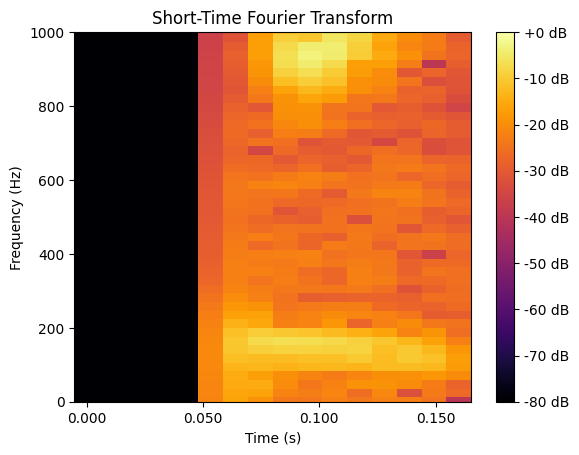 Short-Time Fourier Transform
Frequency (Hz)
1000
800
600
400
200
0
0.000
0.050
0.100
0.150
Time (s)
+0 dB
-10 dB
-20 dB
-30 dB
-40 dB
-50 dB
-60 dB
-70 dB
-80 dB